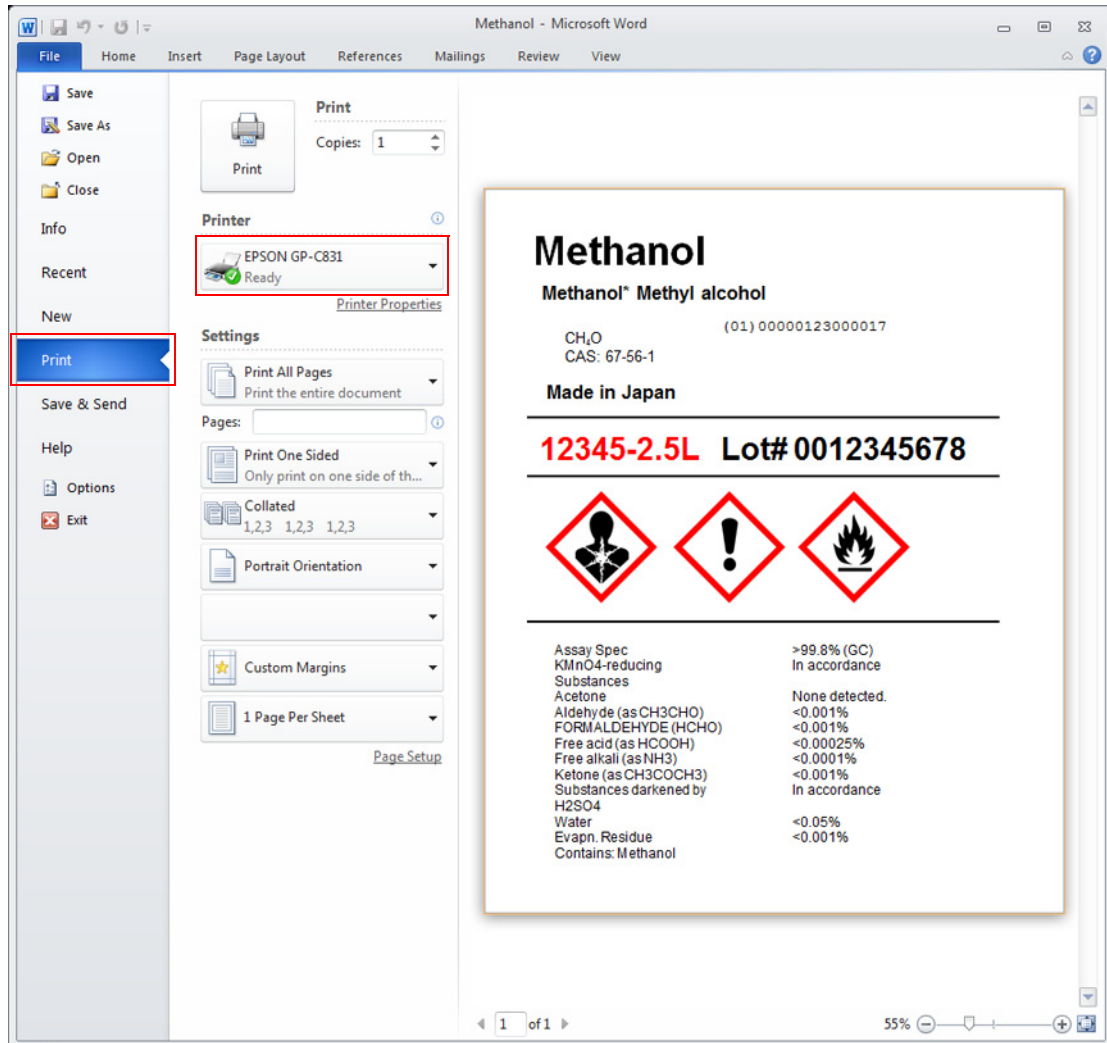 Methanol - Microsoft Word
File Home Insert Page Layout References Mailings Review View
Save
Save As
Open
Close
Info
Recent
New
Print
Save & Send
Help
Options
Exit
Print
Print
Copies: 1
Printer
EPSON GP-C831
Ready
Printer Properties
Settings
Print All Pages
Print the entire document
Pages:
Print One Sided
Only print on one side of th...
Collated
1,2,3 1,2,3 1,2,3
Portrait Orientation
Custom Margins
1 Page Per Sheet
Page Setup
Methanol
Methanol* Methyl alcohol
(01) 00000123000017
CH₄O
CAS: 67-56-1
Made in Japan
12345-2.5L Lot# 0012345678
Assay Spec >99.8% (GC)
KMnO4-reducing In accordance
Substances
Acetone None detected.
Aldehyde (as CH3CHO) <0.001%
FORMALDEHYDE (HCHO) <0.001%
Free acid (as HCOOH) <0.00025%
Free alkali (as NH3) <0.0001%
Ketone (as CH3COCH3) <0.001%
Substances darkened by In accordance
H2SO4
Water <0.05%
Evapn. Residue <0.001%
Contains: Methanol
1 of 1
55%